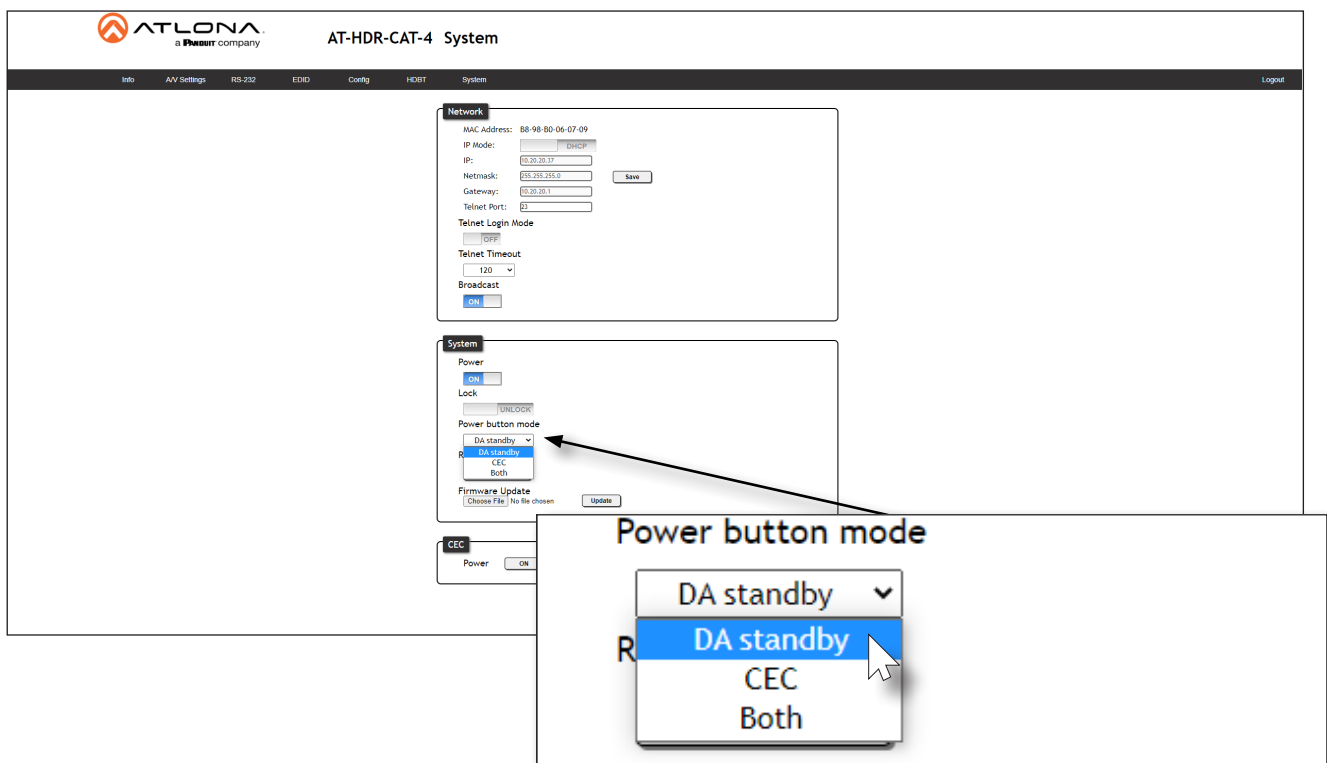 ATLONA.
a PANDUIT company
AT-HDR-CAT-4 System
Info A/V Settings RS-232 EDID Config HDBT System Logout
Network
MAC Address: B8-98-B0-06-07-09
IP Mode: DHCP
IP: 10.20.20.37
Netmask: 255.255.255.0 Save
Gateway: 10.20.20.1
Telnet Port: 23
Telnet Login Mode
OFF
Telnet Timeout
120
Broadcast
ON
System
Power
ON
Lock
UNLOCK
Power button mode
DA standby
R DA standby
CEC
Both
Firmware Update
Choose File No file chosen Update
CEC
Power ON
Power button mode
DA standby
R DA standby
CEC
Both